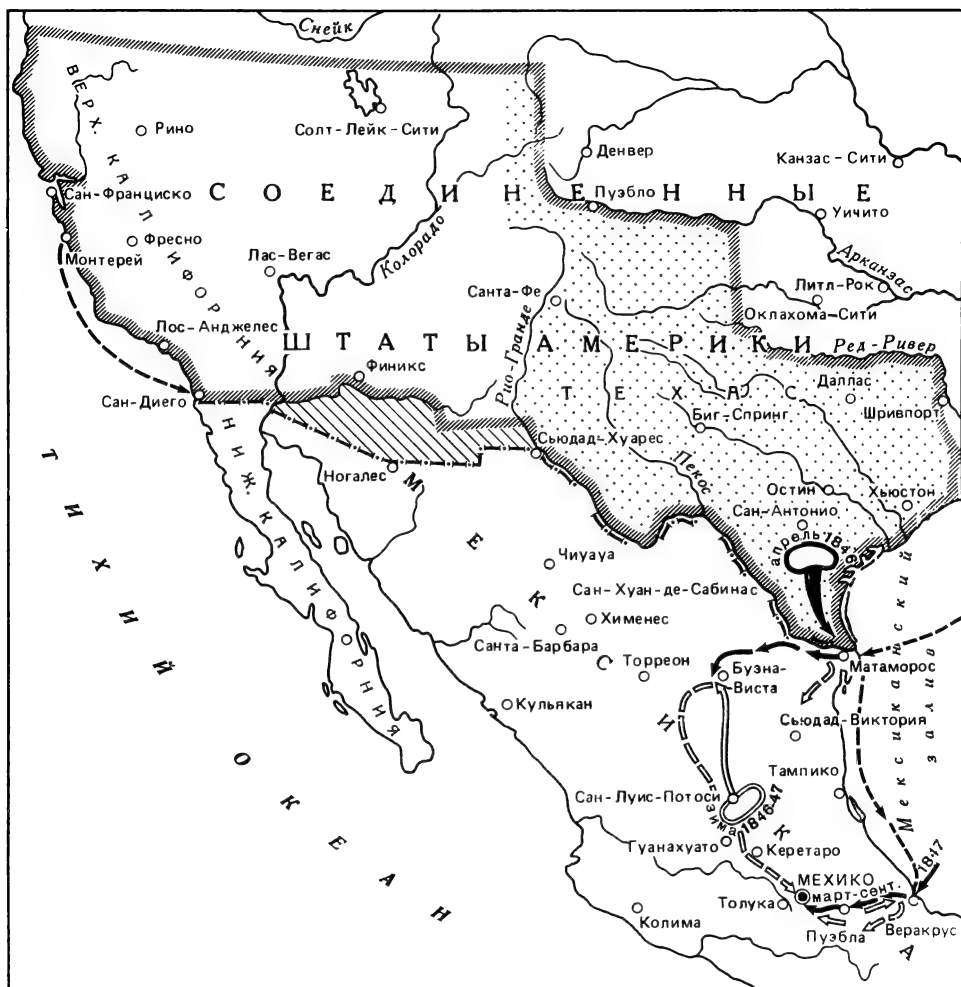 Снейк
ВЕРХ. КАЛИФОРНИЯ
Рино
Солт-Лейк-Сити
Денвер
Канзас-Сити
Сан-Франциско
СОЕДИНЕННЫЕ
Пуэбло
Уичито
Фресно
Монтерей
Лас-Вегас
Колорадо
Арканзас
Санта-Фе
Литл-Рок
Оклахома-Сити
Лос-Анджелес
ШТАТЫ АМЕРИКИ
Ред-Ривер
Финикс
Рио-Гранде
Даллас
Сан-Диего
ТЕХАС
Биг-Спринг
Шривпорт
НИЖ. КАЛИФОРНИЯ
Сьюдад-Хуарес
Ногалес
Пекос
Остин
Хьюстон
Сан-Антонио
апрель 1846
ТИХИЙ ОКЕАН
МЕКСИКА
Чиуауа
Сан-Хуан-де-Сабинас
Хименес
Санта-Барбара
Торреон
Бузна-
Виста
Матаморос
Мексиканский
залив
Кульякан
Сьюдад-Виктория
Тампико
Сан-Луис-Потоси
зима 1846-47
Гуанахуато
Керетаро
1847
МЕХИКО
март-сент.
Толука
Колима
Пуэбла
Веракрус